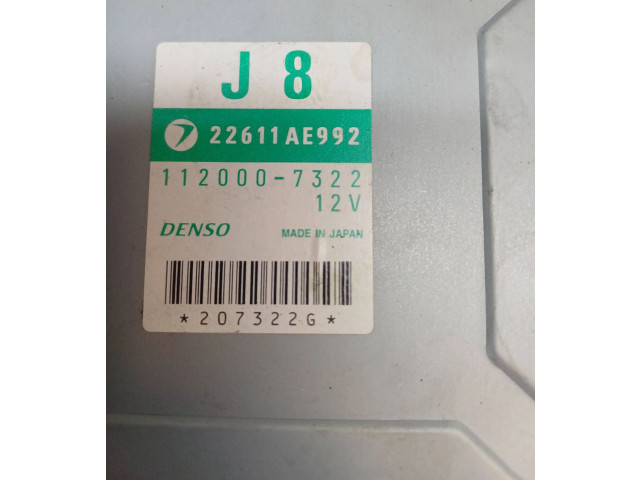 J 8
22611AE992
112000-7322
12V
DENSO MADE IN JAPAN
*207322G*